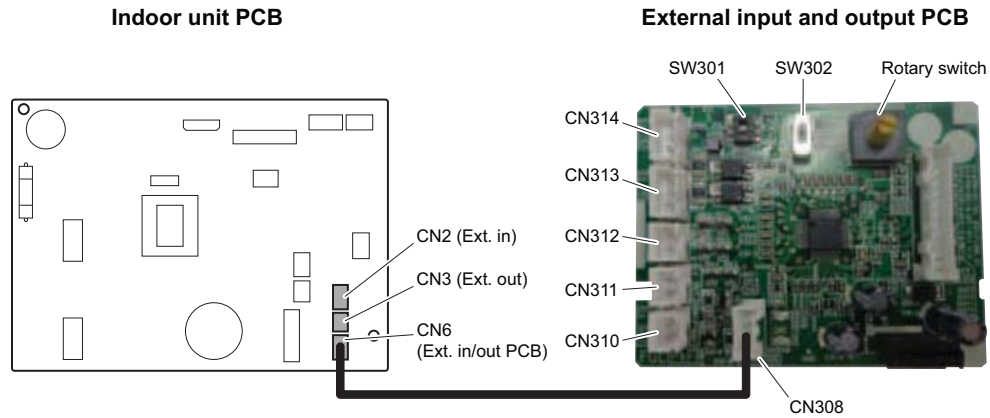 Indoor unit PCB
External input and output PCB
SW301
SW302
Rotary switch
CN314
CN313
CN312
CN311
CN310
CN308
CN2 (Ext. in)
CN3 (Ext. out)
CN6
(Ext. in/out PCB)